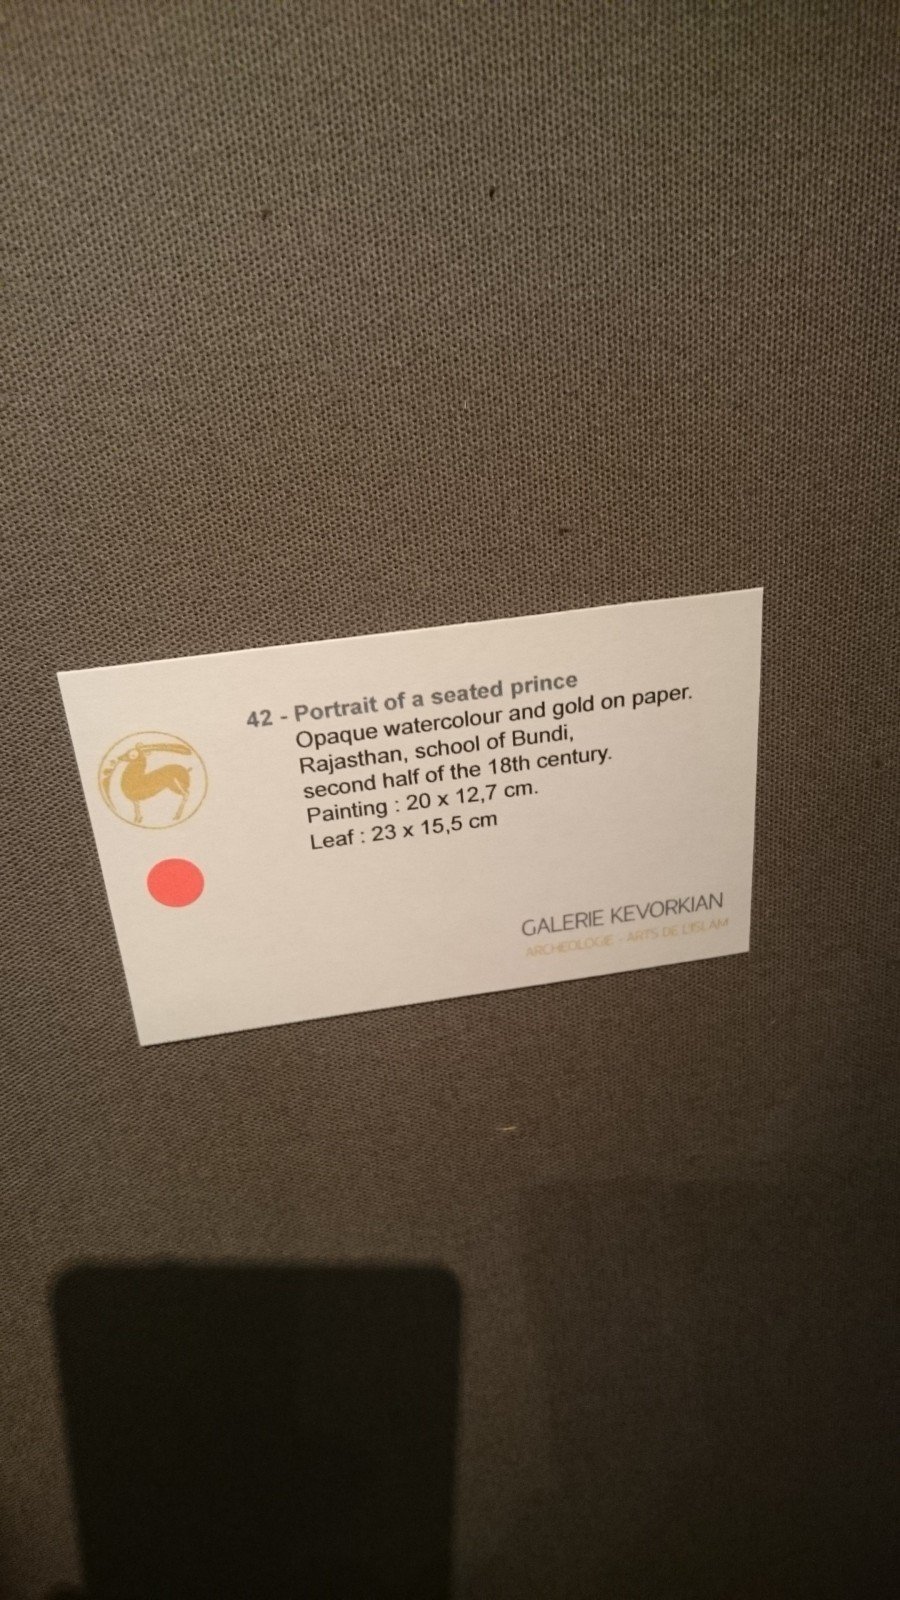 42 - Portrait of a seated prince
Opaque watercolour and gold on paper.
Rajasthan, school of Bundi,
second half of the 18th century.
Painting : 20 x 12,7 cm.
Leaf : 23 x 15,5 cm
GALERIE KEVORKIAN
ARCHEOLOGIE - ARTS DE L'ISLAM